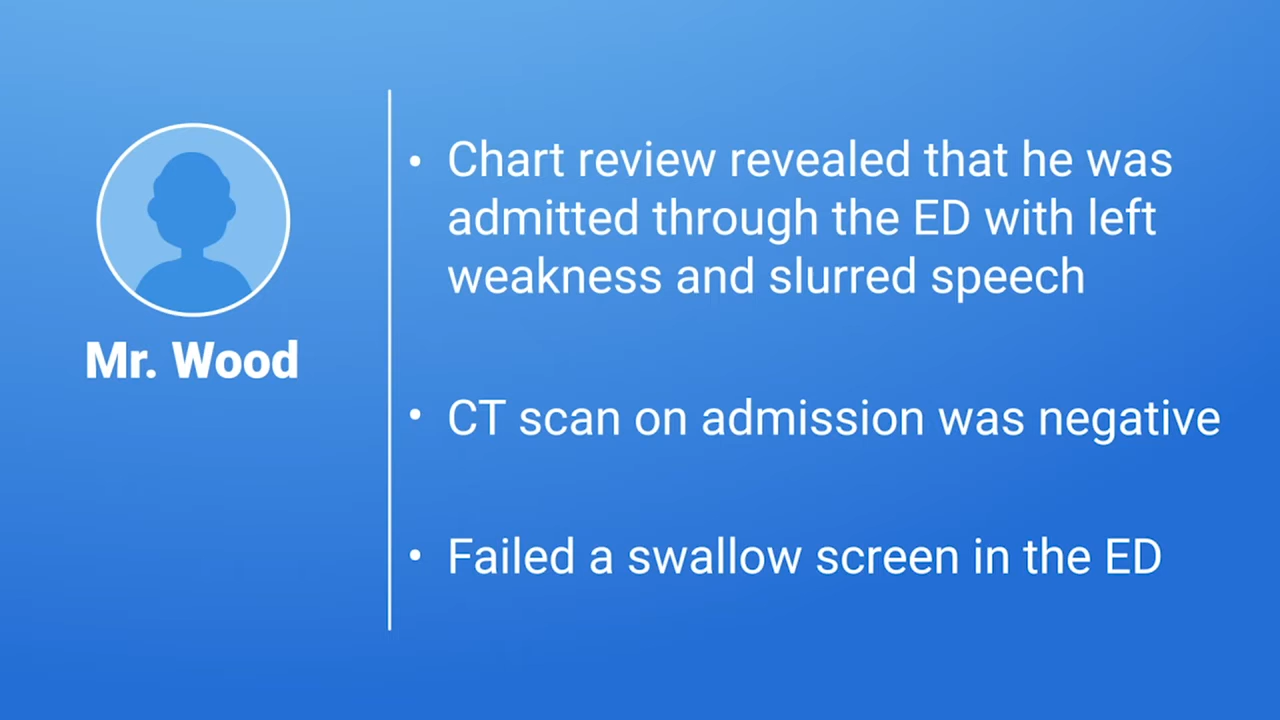 Mr. Wood
• Chart review revealed that he was
admitted through the ED with left
weakness and slurred speech
• CT scan on admission was negative
• Failed a swallow screen in the ED